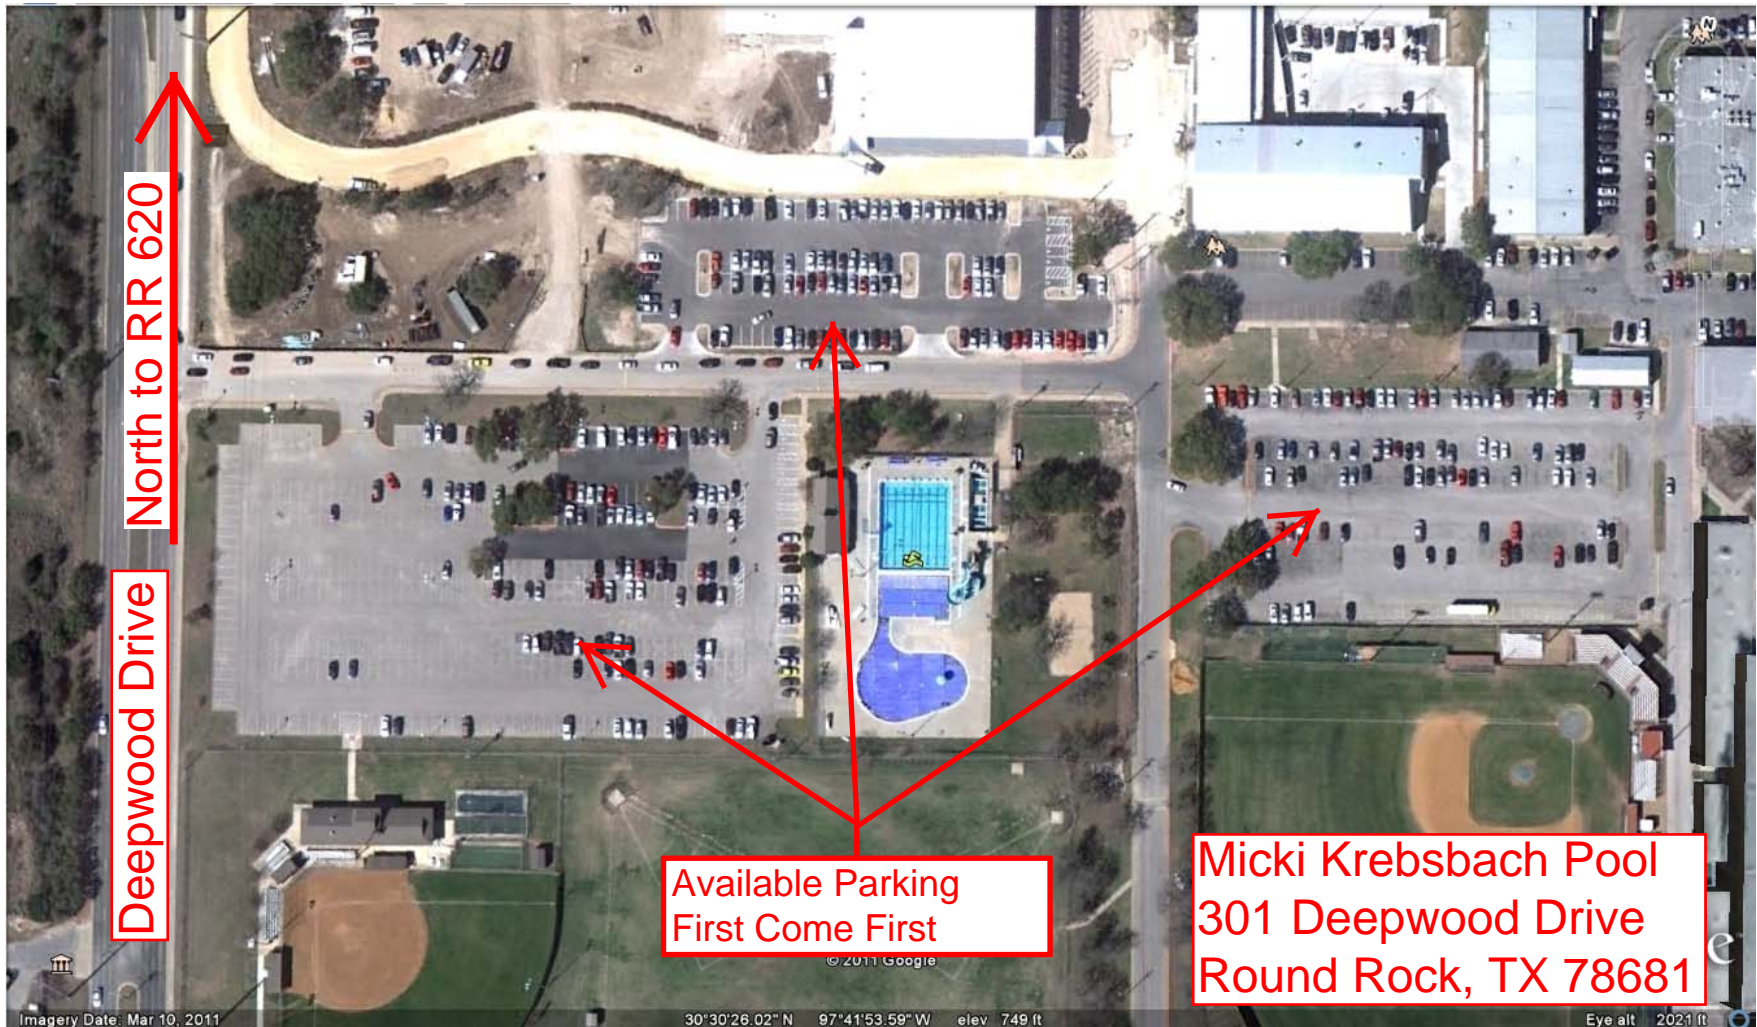 N
North to RR 620
Deepwood Drive
Available Parking
First Come First
Micki Krebsbach Pool
301 Deepwood Drive
Round Rock, TX 78681
© 2011 Google
e
Imagery Date: Mar 10, 2011
30°30'26.02" N 97°41'53.59" W elev 749 ft
Eye alt 2021 ft